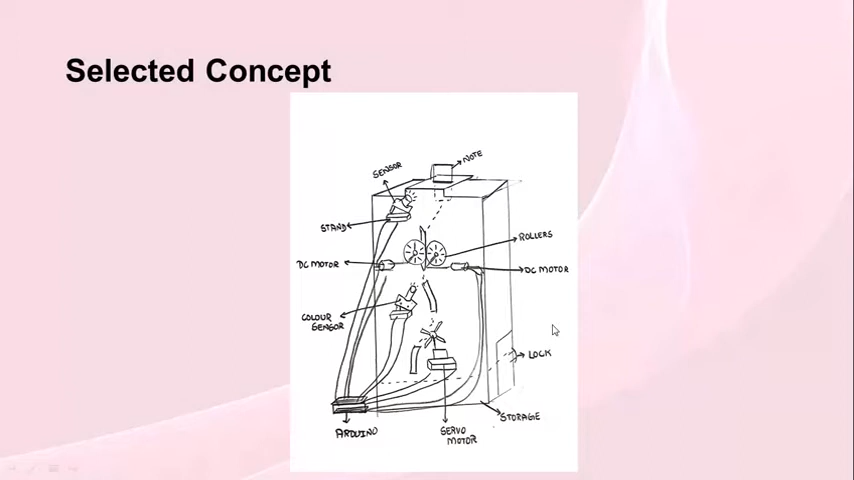 Selected Concept
NOTE
SENSOR
STAND
ROLLERS
DC MOTOR
DC MOTOR
COLOUR
SENSOR
LOCK
STORAGE
ARDUINO
SERVO
MOTOR